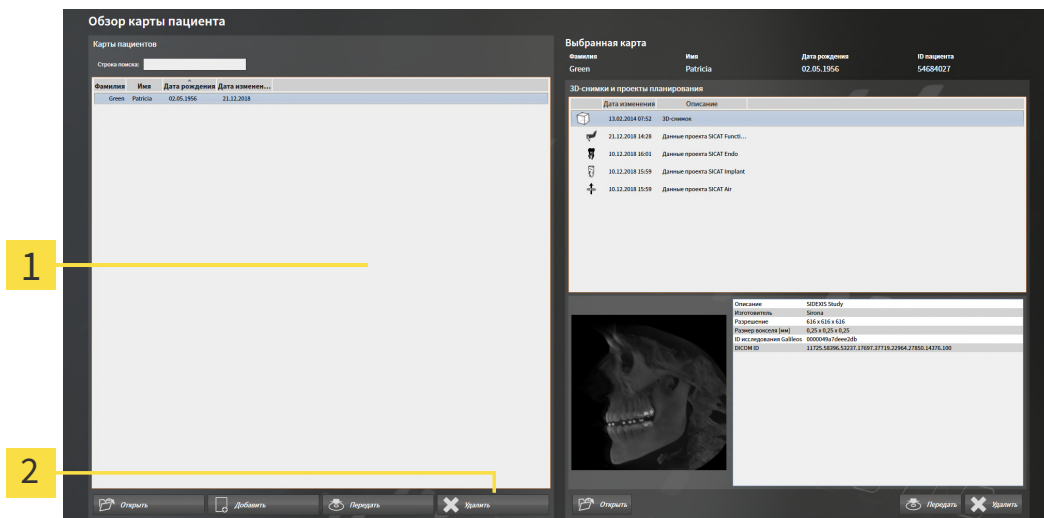 Обзор карты пациента
Карты пациентов
Строка поиска:
Фамилия Имя Дата рождения Дата изменен...
Green Patricia 02.05.1956 21.12.2018
1
2
Открыть Добавить Передать Удалить
Выбранная карта
Фамилия Имя Дата рождения ID пациента
Green Patricia 02.05.1956 54684027
3D-снимки и проекты планирования
Дата изменения Описание
13.02.2014 07:52 3D-снимок
21.12.2018 14:28 Данные проекта SICAT Functi...
10.12.2018 16:01 Данные проекта SICAT Endo
10.12.2018 15:59 Данные проекта SICAT Implant
10.12.2018 15:59 Данные проекта SICAT Air
Описание SIDEXIS Study
Изготовитель Sirona
Разрешение 616 x 616 x 616
Размер вокселя [мм] 0,25 x 0,25 x 0,25
ID исследования Galileos 0000049a7deee2db
DICOM ID 11725.58396.53237.17697.37719.22964.27850.14376.100
Открыть Передать Удалить